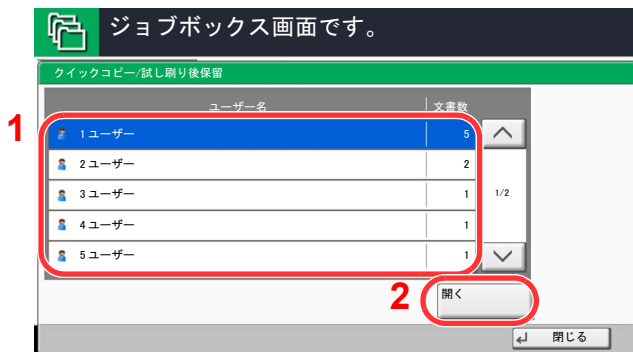 ジョブボックス画面です。
クイックコピー/試し刷り後保留
ユーザー名 文書数
1
1ユーザー 5
2ユーザー 2
3ユーザー 1 1/2
4ユーザー 1
5ユーザー 1
2 開く
閉じる